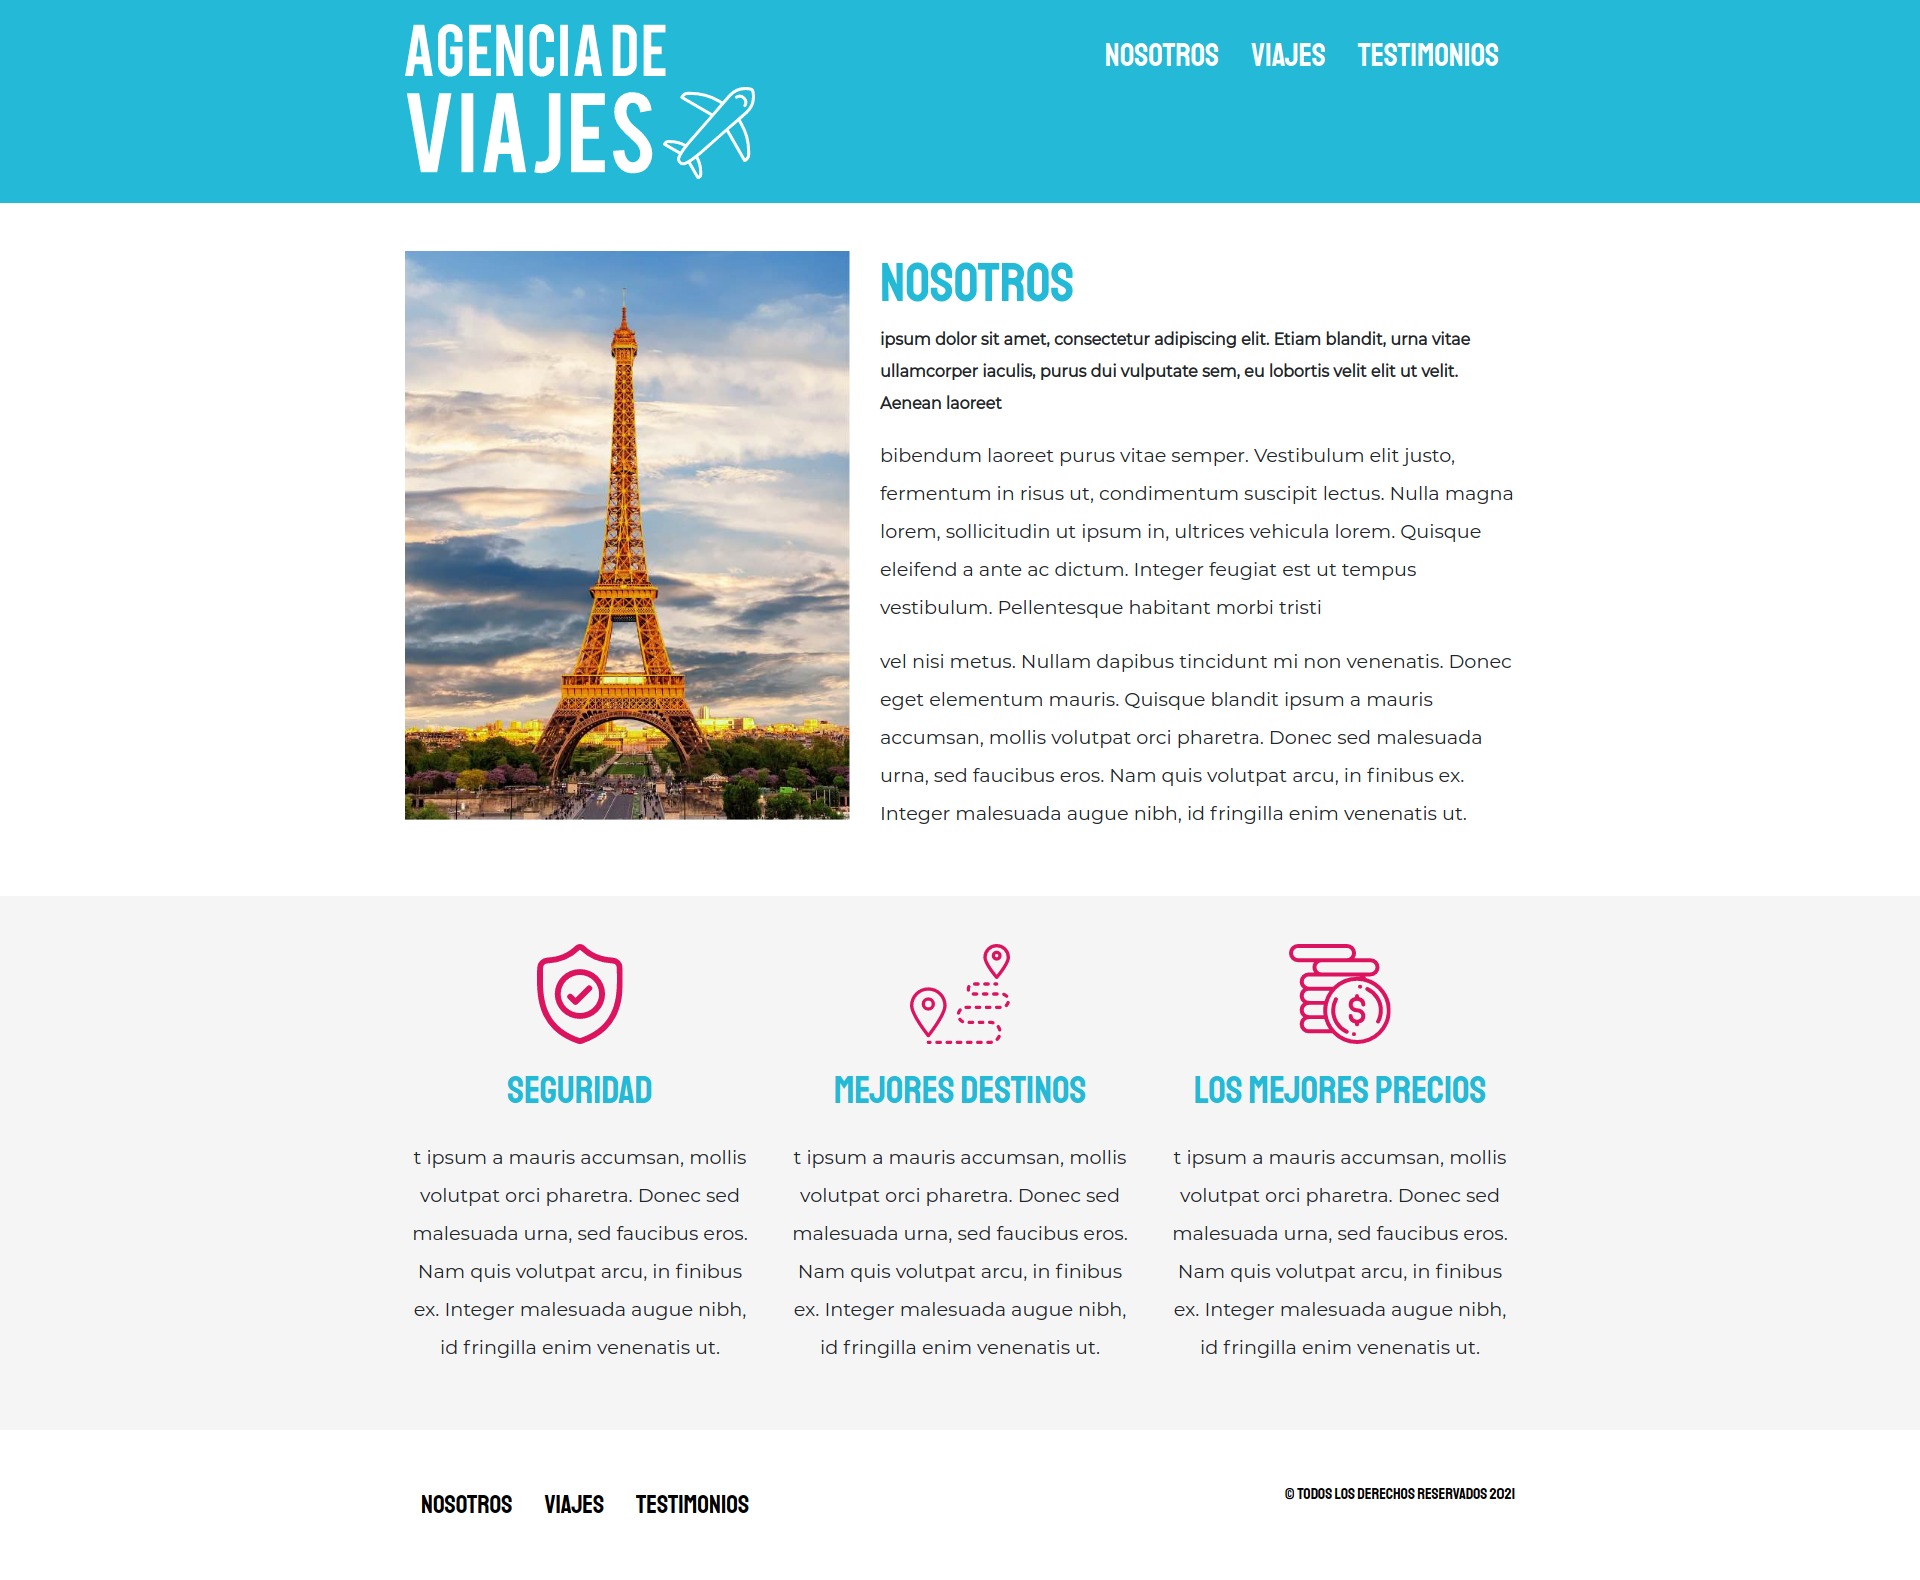 AGENCIA DE
VIAJES
NOSOTROS VIAJES TESTIMONIOS
NOSOTROS
ipsum dolor sit amet, consectetur adipiscing elit. Etiam blandit, urna vitae
ullamcorper iaculis, purus dui vulputate sem, eu lobortis velit elit ut velit.
Aenean laoreet
bibendum laoreet purus vitae semper. Vestibulum elit justo,
fermentum in risus ut, condimentum suscipit lectus. Nulla magna
lorem, sollicitudin ut ipsum in, ultrices vehicula lorem. Quisque
eleifend a ante ac dictum. Integer feugiat est ut tempus
vestibulum. Pellentesque habitant morbi tristi
vel nisi metus. Nullam dapibus tincidunt mi non venenatis. Donec
eget elementum mauris. Quisque blandit ipsum a mauris
accumsan, mollis volutpat orci pharetra. Donec sed malesuada
urna, sed faucibus eros. Nam quis volutpat arcu, in finibus ex.
Integer malesuada augue nibh, id fringilla enim venenatis ut.
SEGURIDAD
t ipsum a mauris accumsan, mollis
volutpat orci pharetra. Donec sed
malesuada urna, sed faucibus eros.
Nam quis volutpat arcu, in finibus
ex. Integer malesuada augue nibh,
id fringilla enim venenatis ut.
MEJORES DESTINOS
t ipsum a mauris accumsan, mollis
volutpat orci pharetra. Donec sed
malesuada urna, sed faucibus eros.
Nam quis volutpat arcu, in finibus
ex. Integer malesuada augue nibh,
id fringilla enim venenatis ut.
$
LOS MEJORES PRECIOS
t ipsum a mauris accumsan, mollis
volutpat orci pharetra. Donec sed
malesuada urna, sed faucibus eros.
Nam quis volutpat arcu, in finibus
ex. Integer malesuada augue nibh,
id fringilla enim venenatis ut.
NOSOTROS VIAJES TESTIMONIOS
© TODOS LOS DERECHOS RESERVADOS 2021